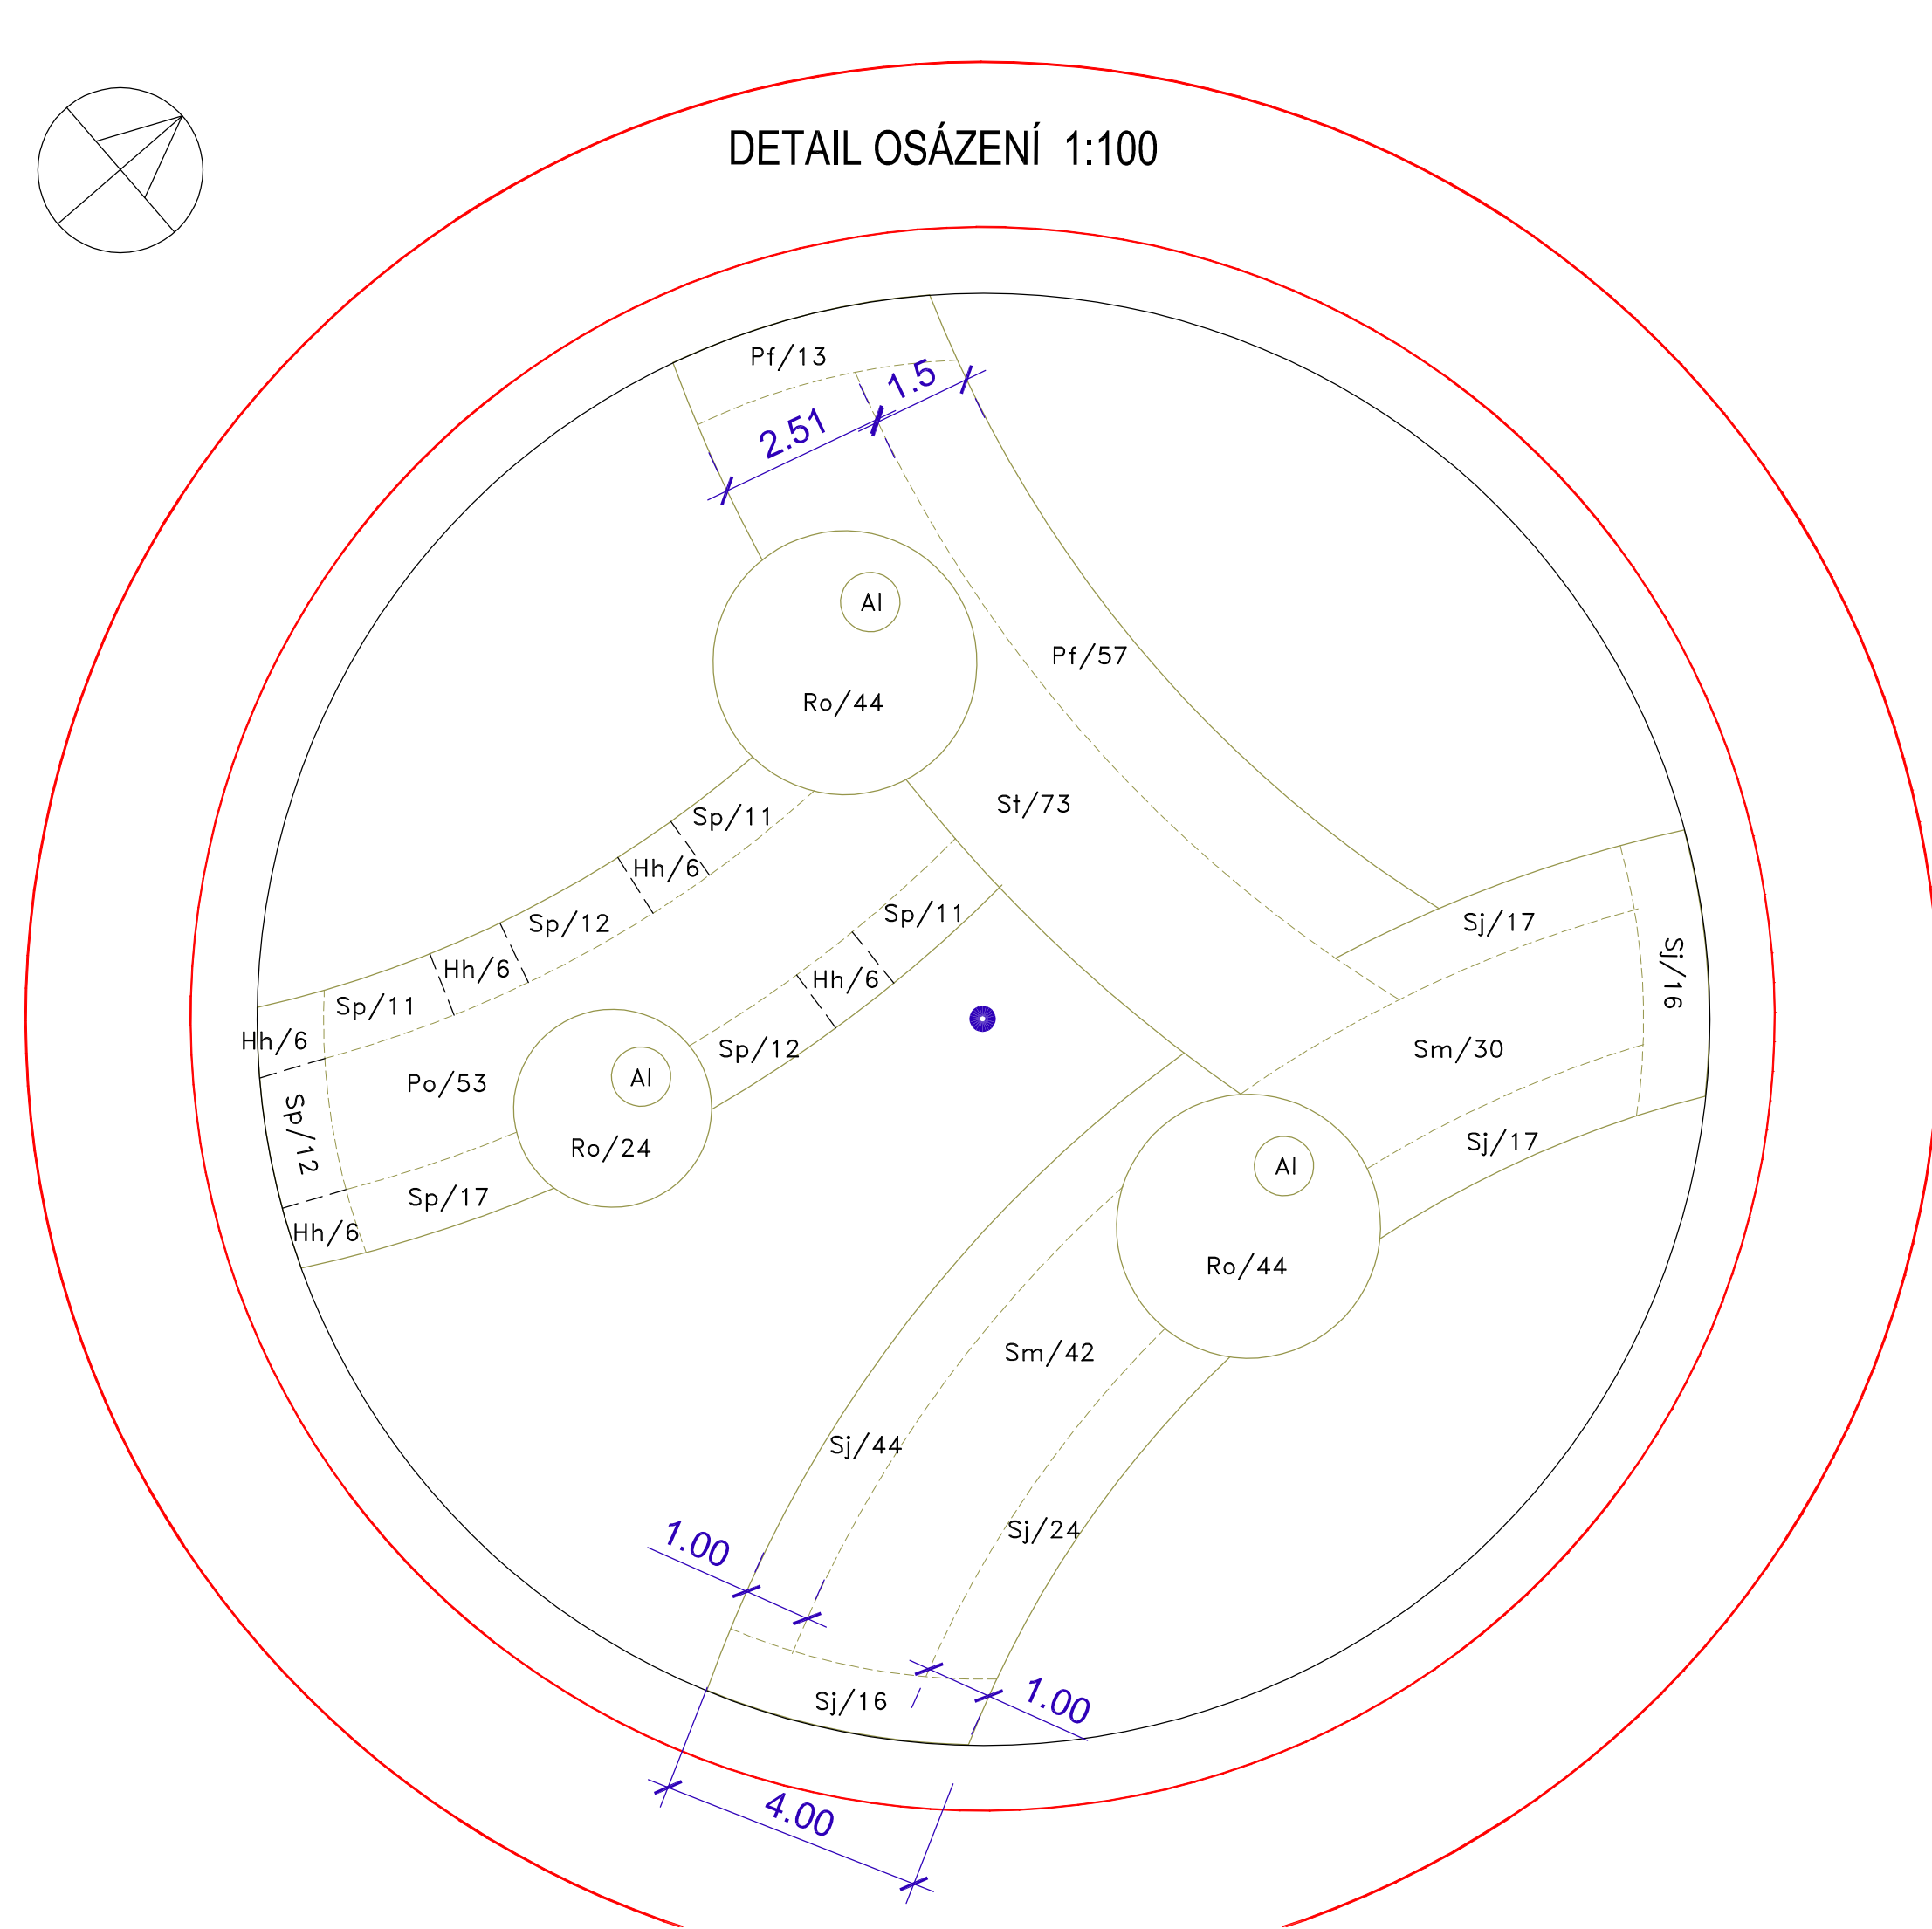 DETAIL OSÁZENÍ 1:100
Pf/13
1.5
2.51
Al
Pf/57
Ro/44
St/73
Sp/11
Hh/6
Sp/12
Sp/11
Sj/17
Hh/6
Sj/16
Hh/6
Sp/11
Sp/11
Hh/6
Sp/12
Sm/30
Al
Po/53
Sp/12
Ro/24
Sj/17
Al
Sp/17
Hh/6
Ro/44
Sm/42
Sj/44
Sj/24
1.00
Sj/16
1.00
4.00